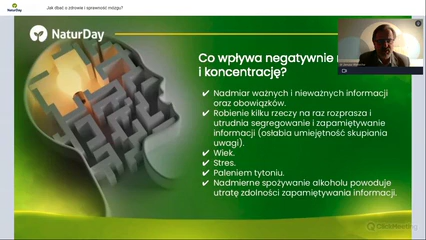 NaturDay
Jak dbać o zdrowie i sprawność mózgu?
NaturDay
Co wpływa negatywnie
i koncentrację?
✔ Nadmiar ważnych i nieważnych informacji
oraz obowiązków.
✔ Robienie kilku rzeczy na raz rozprasza i
utrudnia segregowanie i zapamiętywanie
informacji (osłabia umiejętność skupiania
uwagi).
✔ Wiek.
✔ Stres.
✔ Paleniem tytoniu.
✔ Nadmierne spożywanie alkoholu powoduje
utratę zdolności zapamiętywania informacji.
ClickMeeting